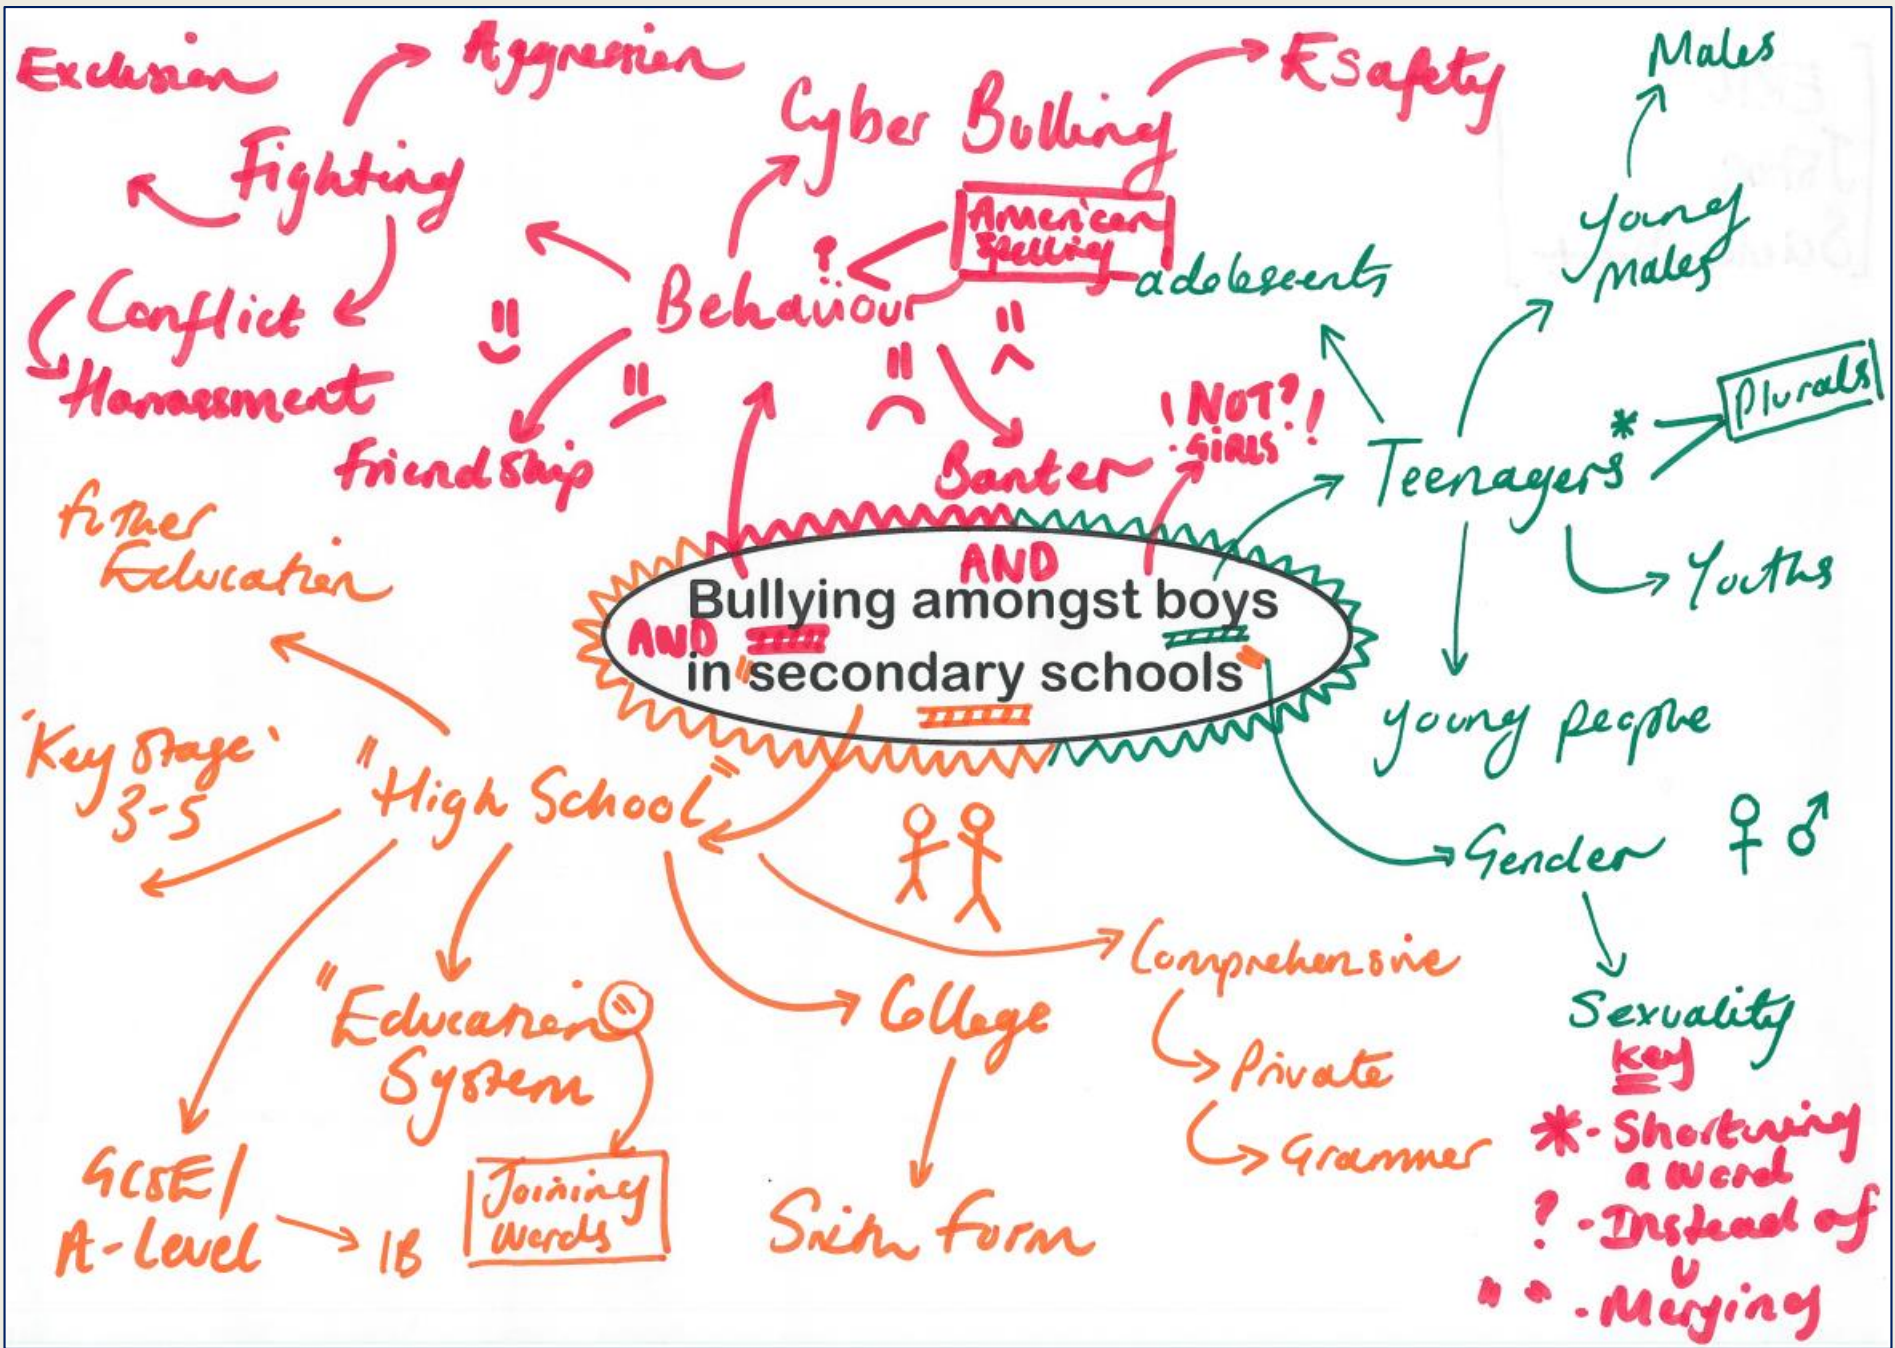 Exclusion
Aggression
Fighting
Conflict
Harassment
Cyber Bulling
Esafety
?
American
Spelling
Behaviour
Friendship
Banter
! NOT? !
GIRLS
Males
young
males
adolescents
Teenagers *
Plurals
Youths
young people
Gender ♀ ♂
Sexuality
AND
Bullying amongst boys
AND
in "secondary schools"
further
Education
'Key Stage'
3-5
"High School"
"Education"
System
Joining
Words
GCSE/
A-Level
IB
College
Sixth Form
Comprehensive
Private
Grammer
Key
* - Shortening
a word
? - Instead of
U
" " - Merging